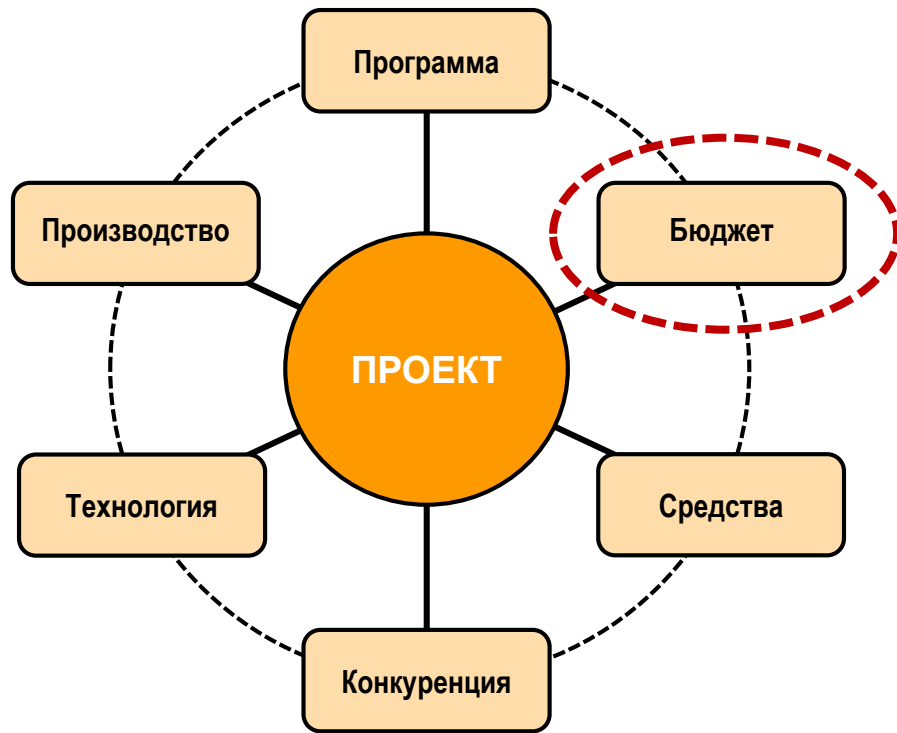 Программа
Производство
Бюджет
ПРОЕКТ
Технология
Средства
Конкуренция